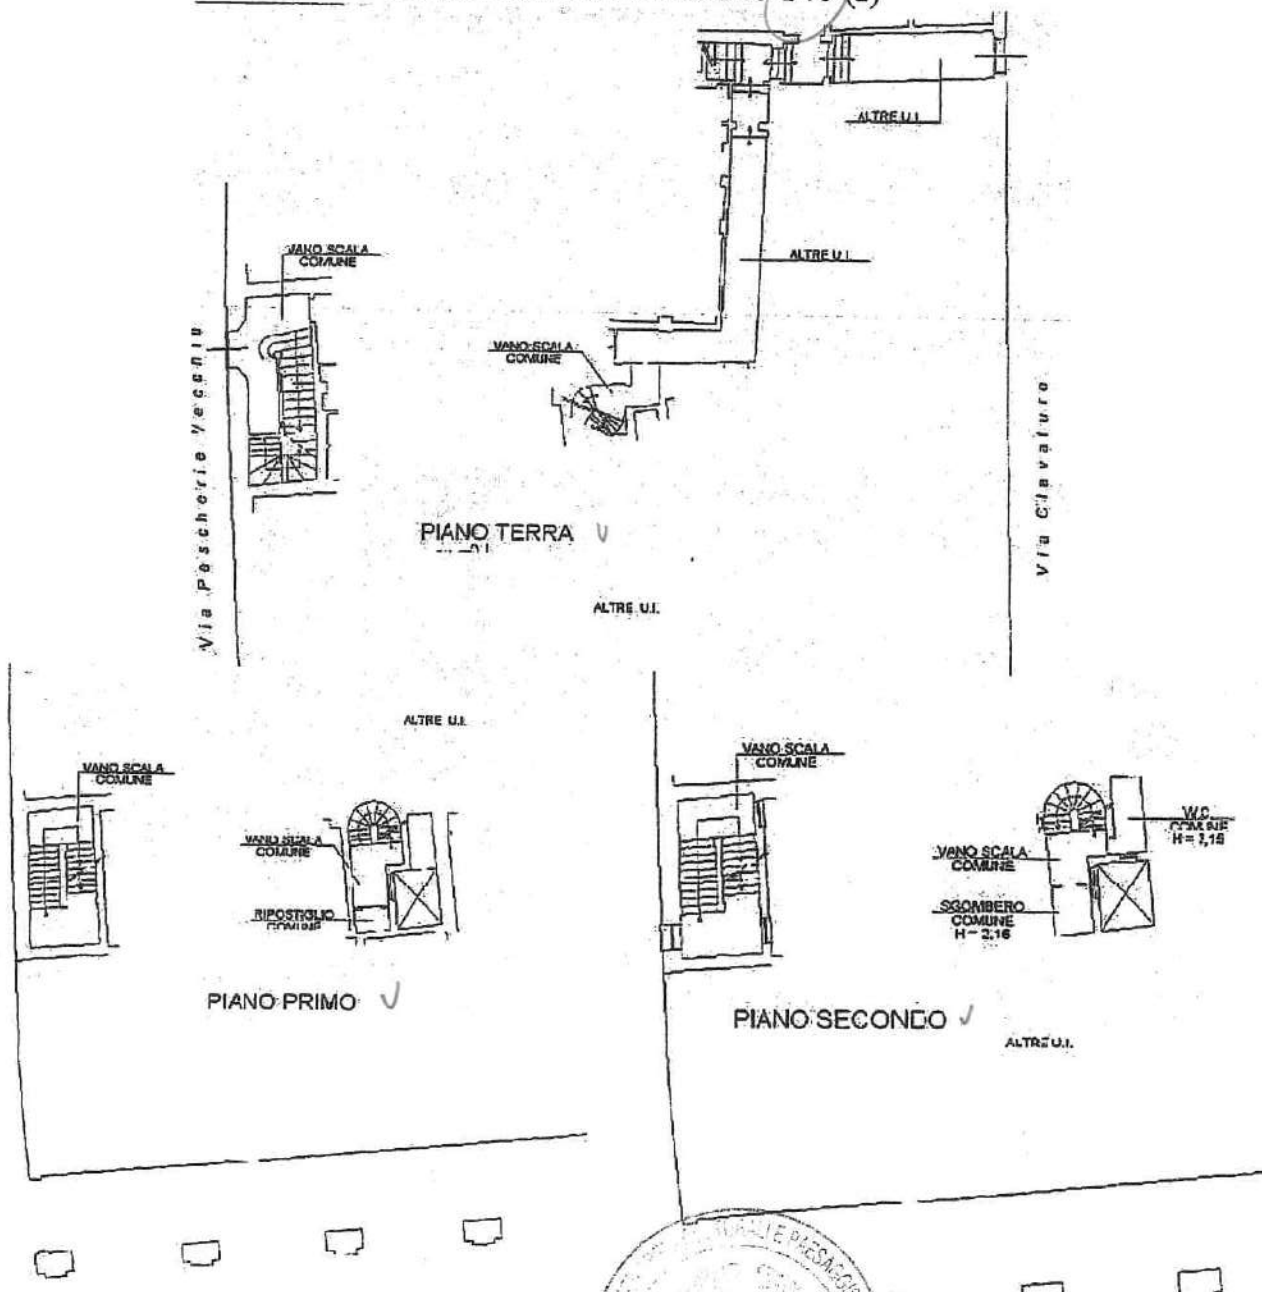 (2)
ALTRE U.I.
VANO SCALA
COMUNE
ALTRE U.I.
VANO SCALA
COMUNE
Via Pescherie Vecchie
Via Clavature
PIANO TERRA
ALTRE U.I.
ALTRE U.I.
VANO SCALA
COMUNE
VANO SCALA
COMUNE
RIPOSTIGLIO
COMUNE
PIANO PRIMO
VANO SCALA
COMUNE
W.C.
COMUNE
VANO SCALA
COMUNE
SGOMBERO
COMUNE
H = 2,16
PIANO SECONDO
ALTRE U.I.